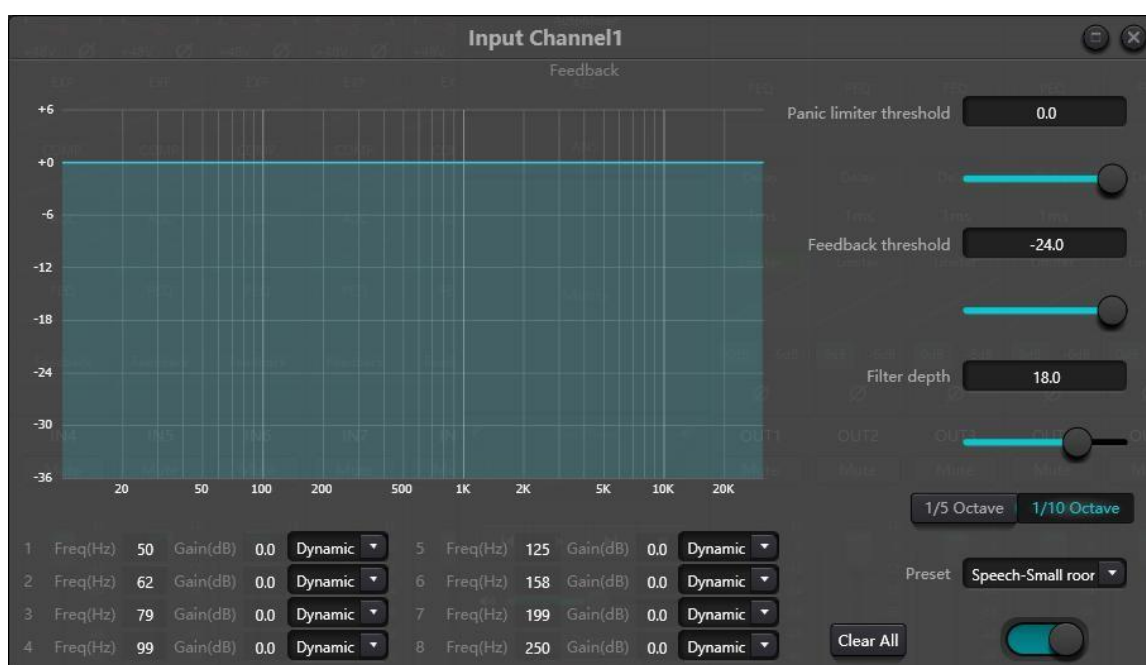 Input Channel1
Feedback
+6
+0
-6
-12
-18
-24
-30
-36
20 50 100 200 500 1K 2K 5K 10K 20K
Panic limiter threshold 0.0
Feedback threshold -24.0
Filter depth 18.0
1/5 Octave 1/10 Octave
Preset Speech-Small roor
Clear All
1 Freq(Hz) 50 Gain(dB) 0.0 Dynamic 5 Freq(Hz) 125 Gain(dB) 0.0 Dynamic
2 Freq(Hz) 62 Gain(dB) 0.0 Dynamic 6 Freq(Hz) 158 Gain(dB) 0.0 Dynamic
3 Freq(Hz) 79 Gain(dB) 0.0 Dynamic 7 Freq(Hz) 199 Gain(dB) 0.0 Dynamic
4 Freq(Hz) 99 Gain(dB) 0.0 Dynamic 8 Freq(Hz) 250 Gain(dB) 0.0 Dynamic